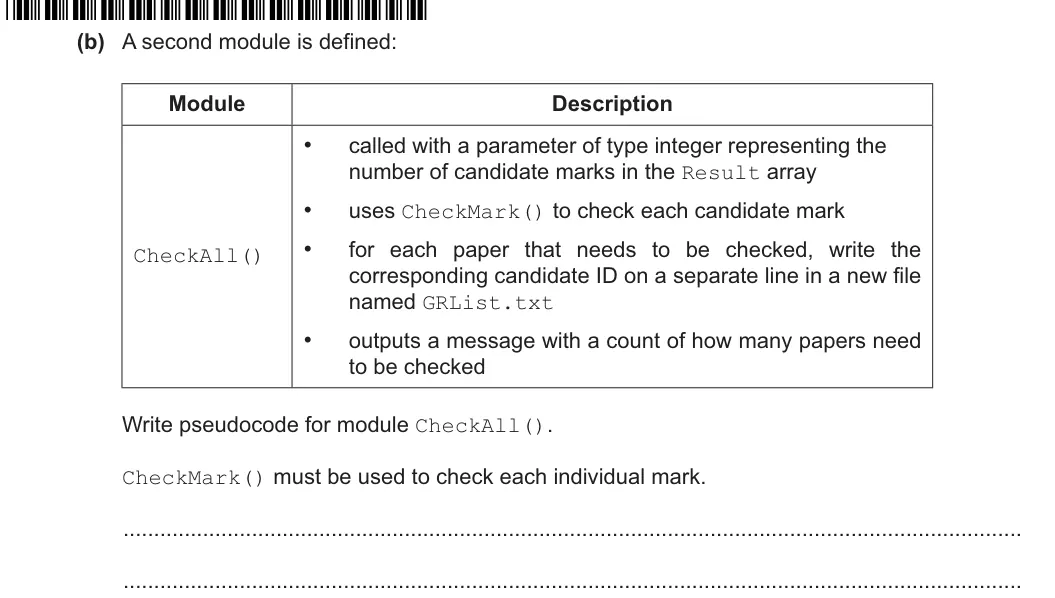 (b) A second module is defined:
Module Description
• called with a parameter of type integer representing the
number of candidate marks in the Result array
• uses CheckMark() to check each candidate mark
CheckAll()
• for each paper that needs to be checked, write the
corresponding candidate ID on a separate line in a new file
named GRList.txt
• outputs a message with a count of how many papers need
to be checked
Write pseudocode for module CheckAll().
CheckMark() must be used to check each individual mark.